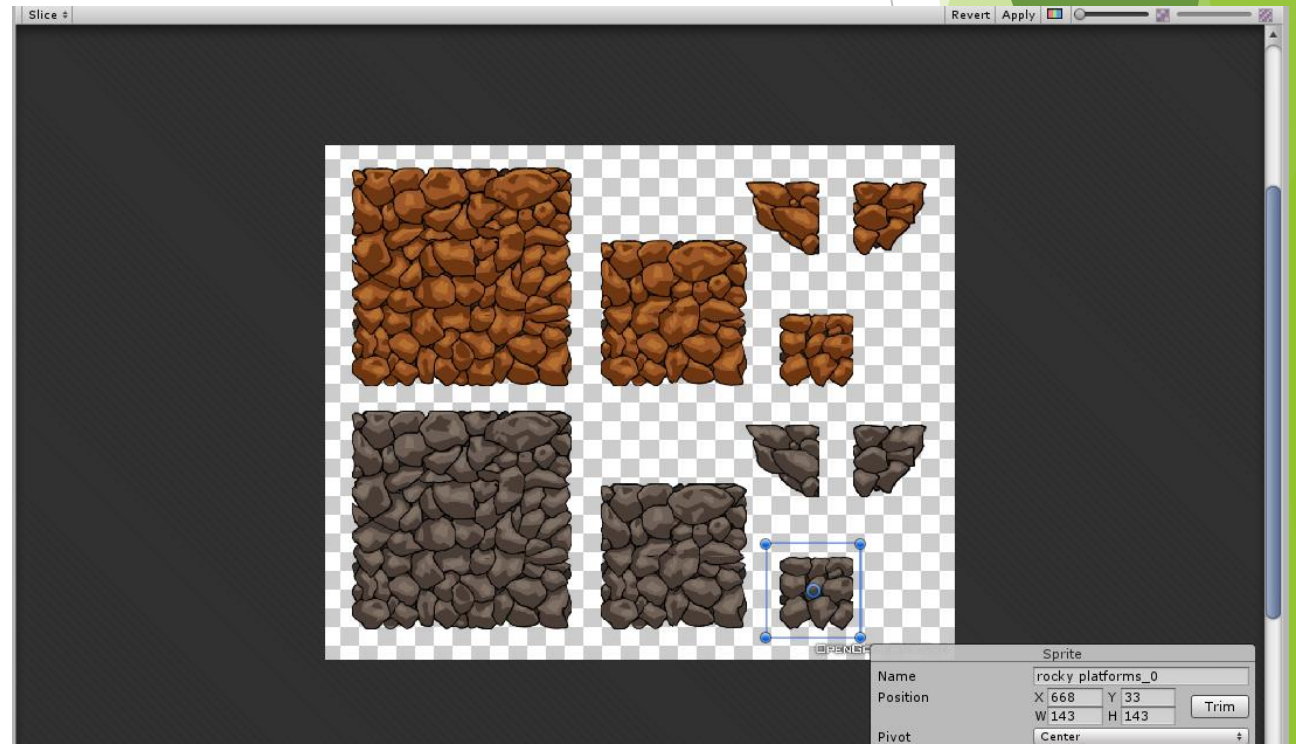 Slice
Revert Apply
Sprite
Name rocky platforms_0
Position X 668 Y 33
Trim
W 143 H 143
Pivot Center